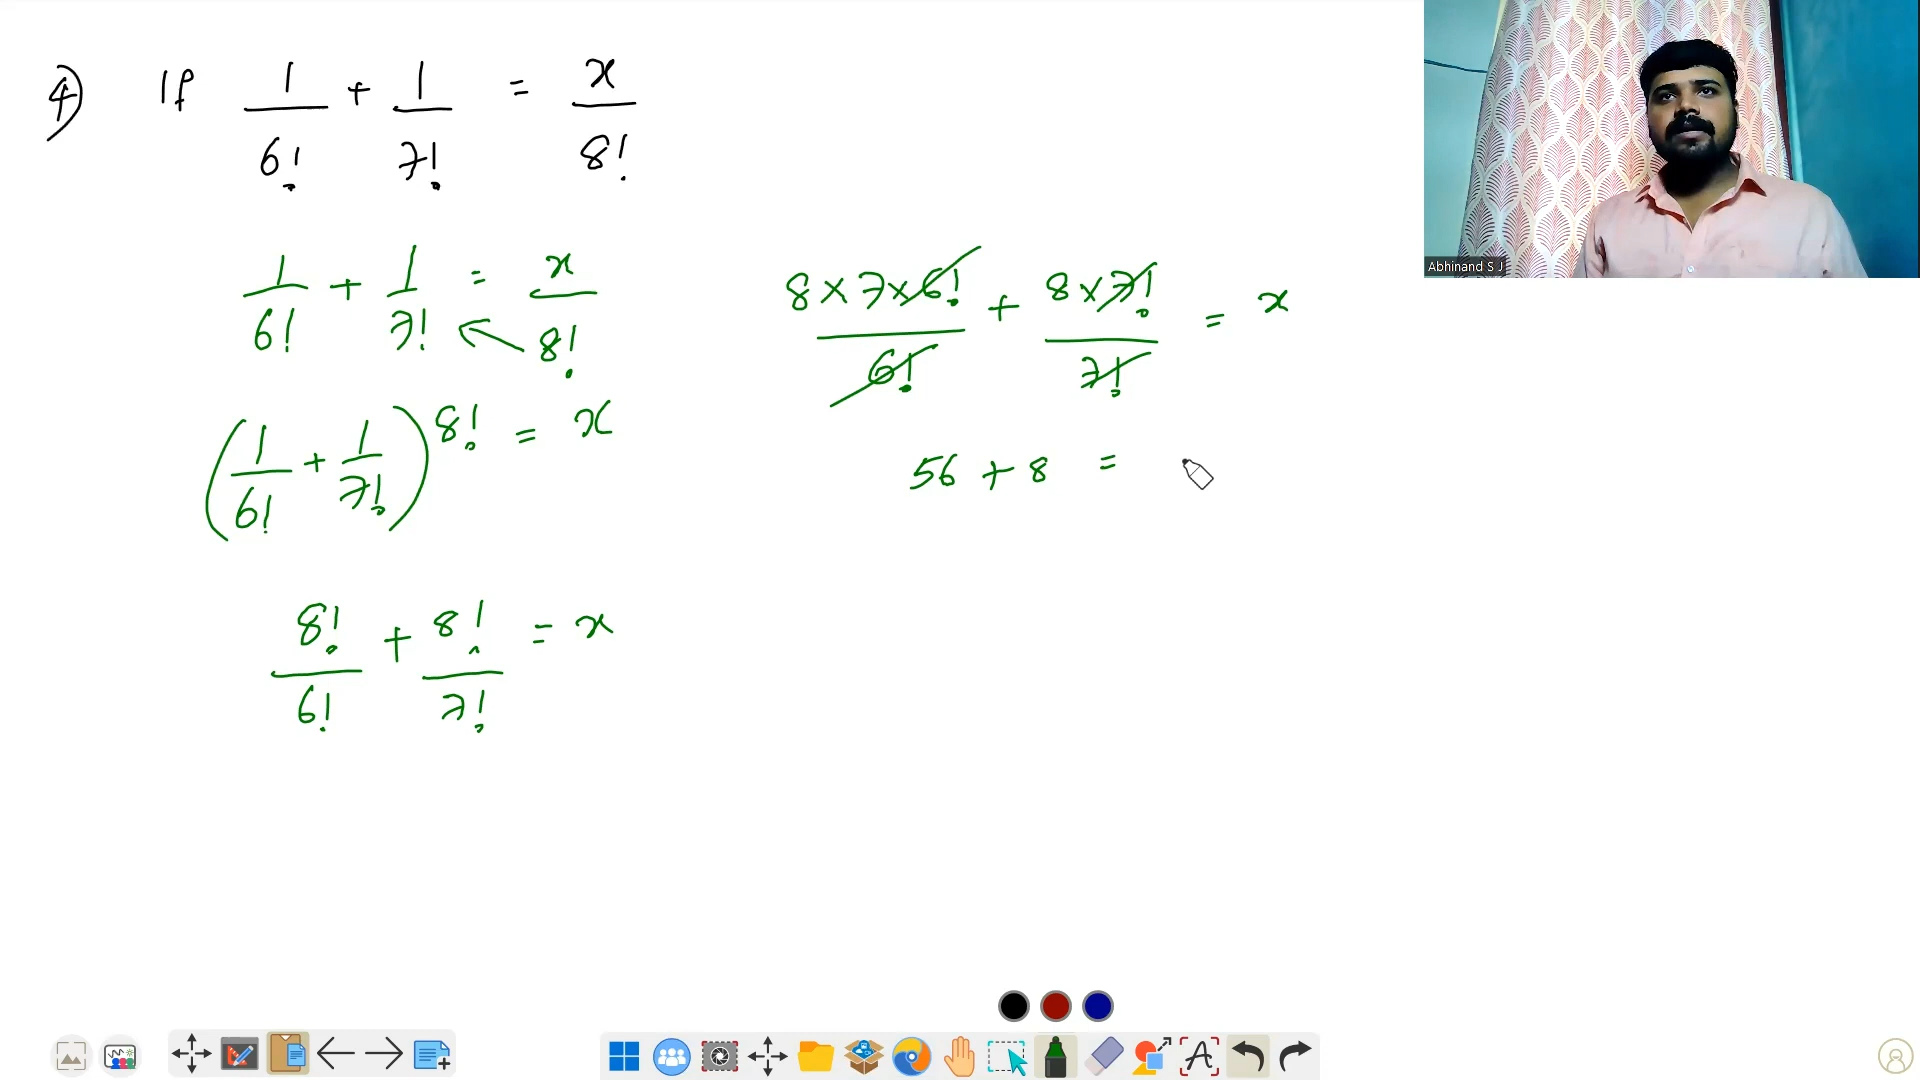 4) If 1/6! + 1/7! = x/8!
1/6! + 1/7! = x/8!
(1/6! + 1/7!) 8! = x
8!/6! + 8!/7! = x
8 × 7 × 6!/6! + 8 × 7!/7! = x
56 + 8 =
Abhinand S J